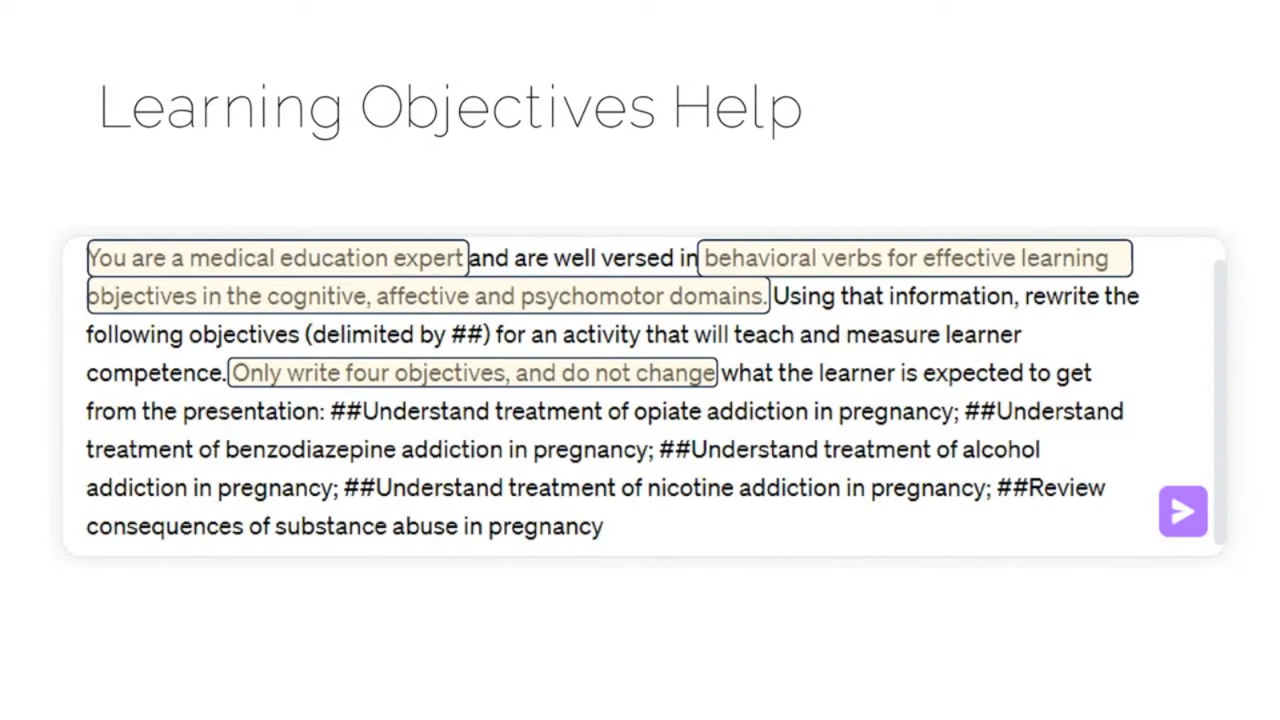 Learning Objectives Help
You are a medical education expert and are well versed in behavioral verbs for effective learning
objectives in the cognitive, affective and psychomotor domains. Using that information, rewrite the
following objectives (delimited by ##) for an activity that will teach and measure learner
competence. Only write four objectives, and do not change what the learner is expected to get
from the presentation: ##Understand treatment of opiate addiction in pregnancy; ##Understand
treatment of benzodiazepine addiction in pregnancy; ##Understand treatment of alcohol
addiction in pregnancy; ##Understand treatment of nicotine addiction in pregnancy; ##Review
consequences of substance abuse in pregnancy